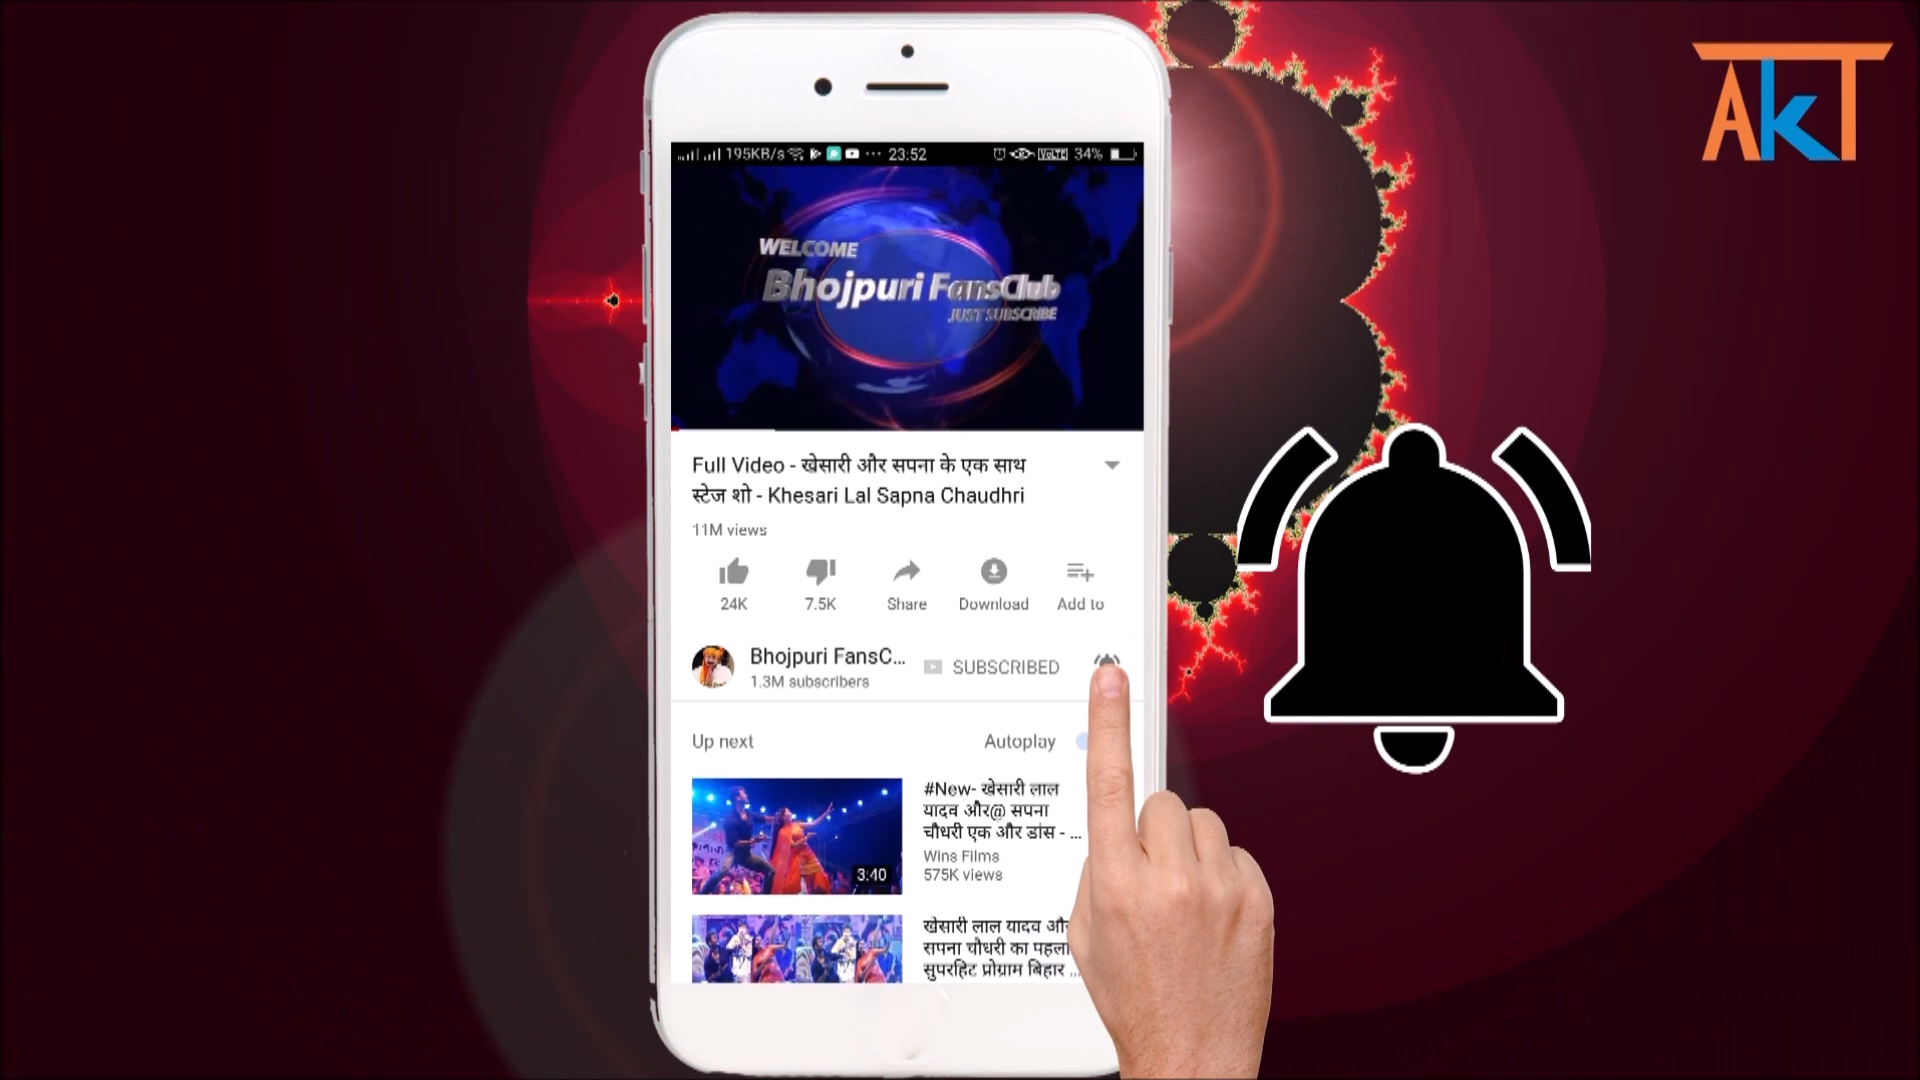 AKT
195KB/s ··· 23:52 VoLTE 34%
WELCOME
Bhojpuri FansClub
JUST SUBSCRIBE
Full Video - खेसारी और सपना के एक साथ
स्टेज शो - Khesari Lal Sapna Chaudhri
11M views
24K 7.5K Share Download Add to
Bhojpuri FansC...
1.3M subscribers
SUBSCRIBED
Up next Autoplay
#New- खेसारी लाल
यादव और@ सपना
चौधरी एक और डांस - ...
Wins Films
575K views
3:40
खेसारी लाल यादव और
सपना चौधरी का पहला
सुपरहिट प्रोग्राम बिहार ...